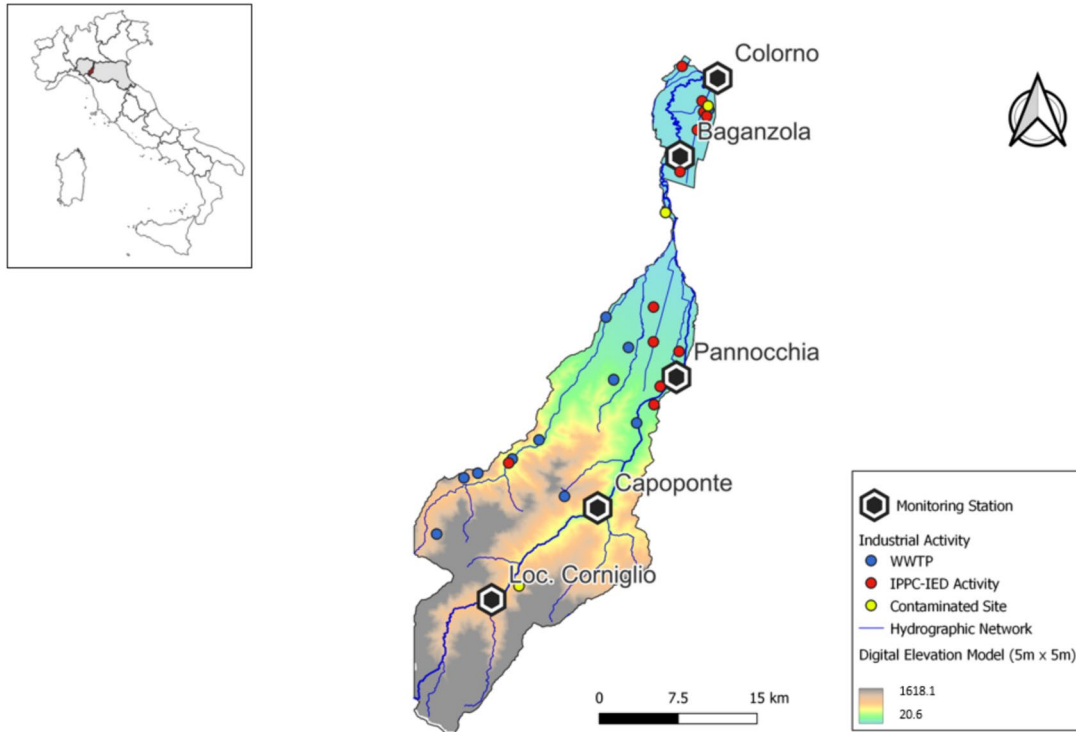 Colorno
Baganzola
Pannocchia
Capoponte
Loc. Corniglio
0 7.5 15 km
Monitoring Station
Industrial Activity
WWTP
IPPC-IED Activity
Contaminated Site
Hydrographic Network
Digital Elevation Model (5m x 5m)
1618.1
20.6